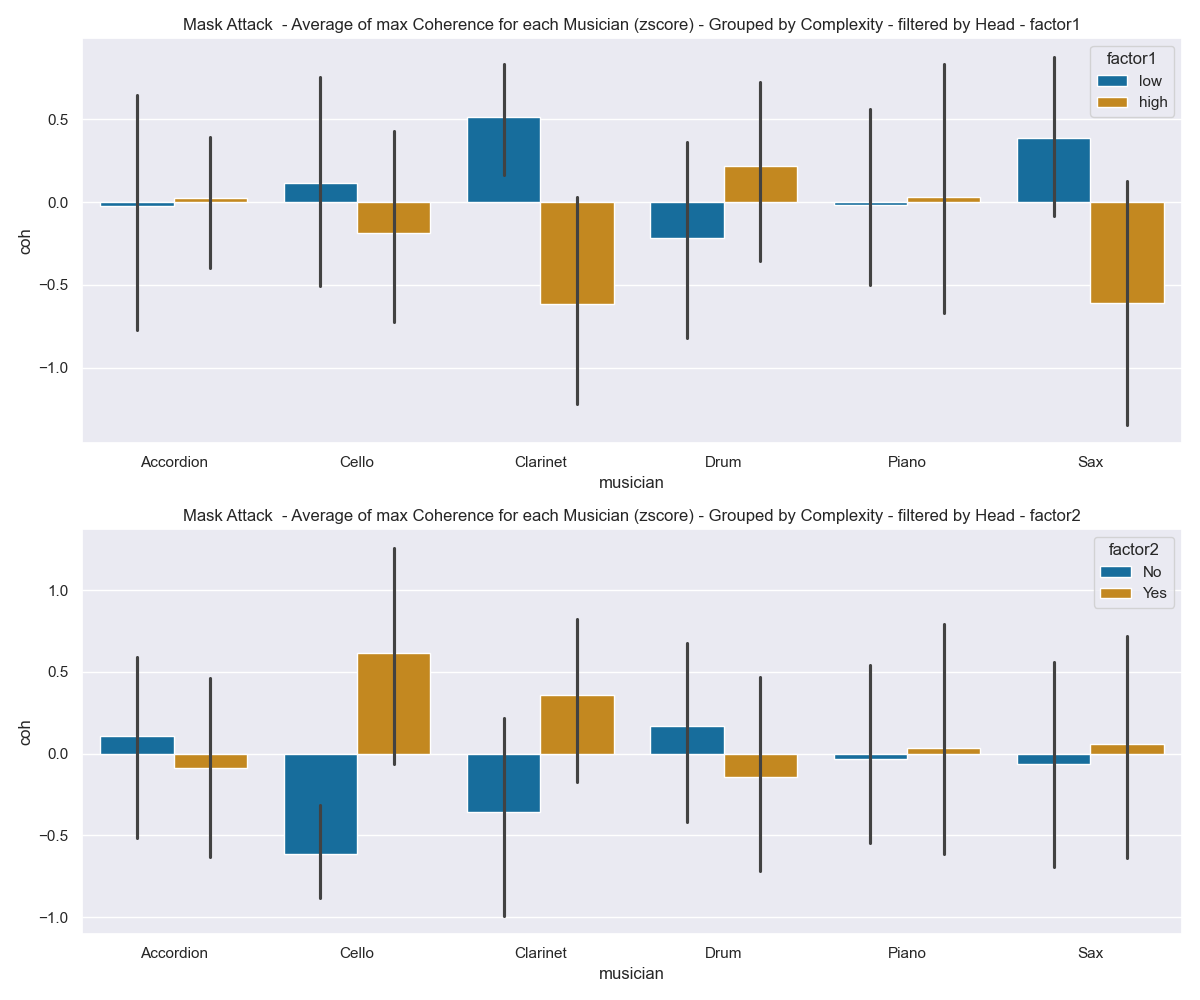 Mask Attack  - Average of max Coherence for each Musician (zscore) - Grouped by Complexity - filtered by Head - factor1
factor1
low
high
0.5
0.0
−0.5
−1.0
coh
Accordion Cello Clarinet Drum Piano Sax
musician
Mask Attack  - Average of max Coherence for each Musician (zscore) - Grouped by Complexity - filtered by Head - factor2
factor2
No
Yes
1.0
0.5
0.0
−0.5
−1.0
coh
Accordion Cello Clarinet Drum Piano Sax
musician